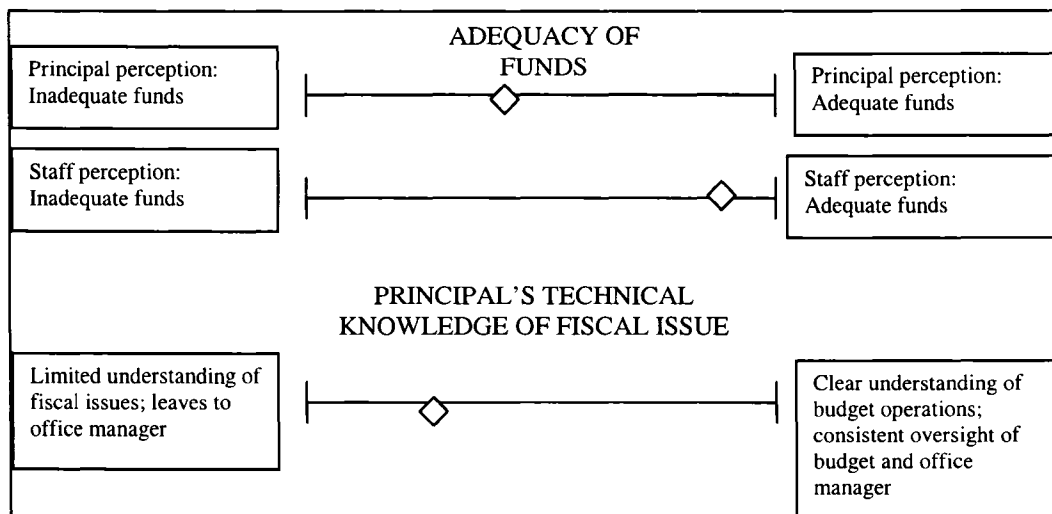 ADEQUACY OF
FUNDS
Principal perception:
Inadequate funds
Principal perception:
Adequate funds
Staff perception:
Inadequate funds
Staff perception:
Adequate funds
PRINCIPAL'S TECHNICAL
KNOWLEDGE OF FISCAL ISSUE
Limited understanding of
fiscal issues; leaves to
office manager
Clear understanding of
budget operations;
consistent oversight of
budget and office
manager